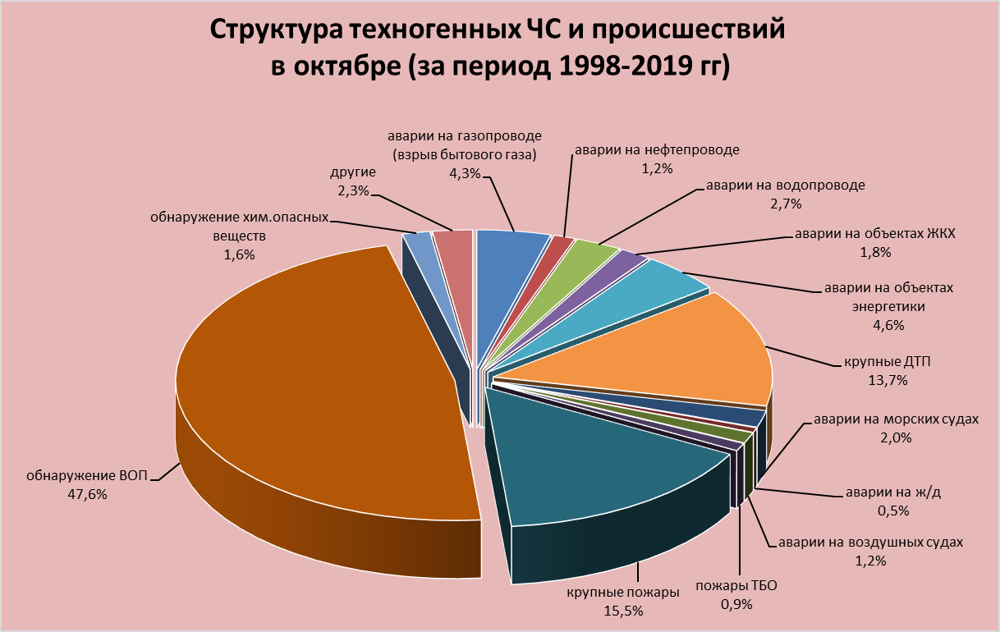 Структура техногенных ЧС и происшествий
в октябре (за период 1998-2019 гг)
аварии на газопроводе
(взрыв бытового газа)
4,3%
аварии на нефтепроводе
1,2%
аварии на водопроводе
2,7%
аварии на объектах ЖКХ
1,8%
аварии на объектах
энергетики
4,6%
крупные ДТП
13,7%
аварии на морских судах
2,0%
аварии на ж/д
0,5%
аварии на воздушных судах
1,2%
пожары ТБО
0,9%
крупные пожары
15,5%
обнаружение ВОП
47,6%
обнаружение хим.опасных
веществ
1,6%
другие
2,3%